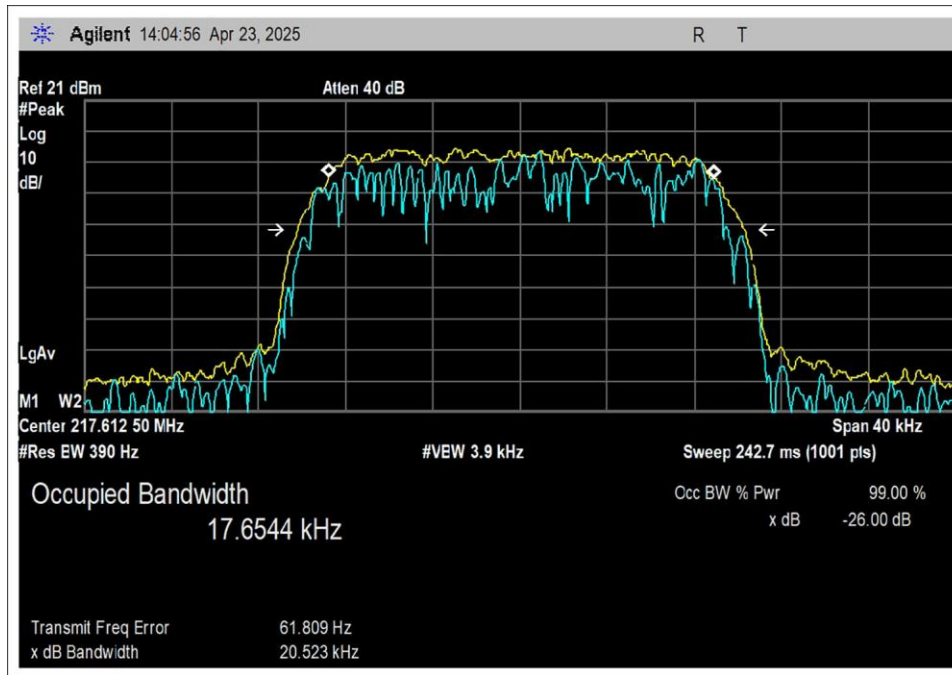 Agilent 14:04:56 Apr 23, 2025 R T
Ref 21 dBm Atten 40 dB
#Peak
Log
10
dB/
LgAv
M1 W2
Center 217.612 50 MHz Span 40 kHz
#Res BW 390 Hz #VBW 3.9 kHz Sweep 242.7 ms (1001 pts)
Occupied Bandwidth Occ BW % Pwr 99.00 %
17.6544 kHz x dB -26.00 dB
Transmit Freq Error 61.809 Hz
x dB Bandwidth 20.523 kHz